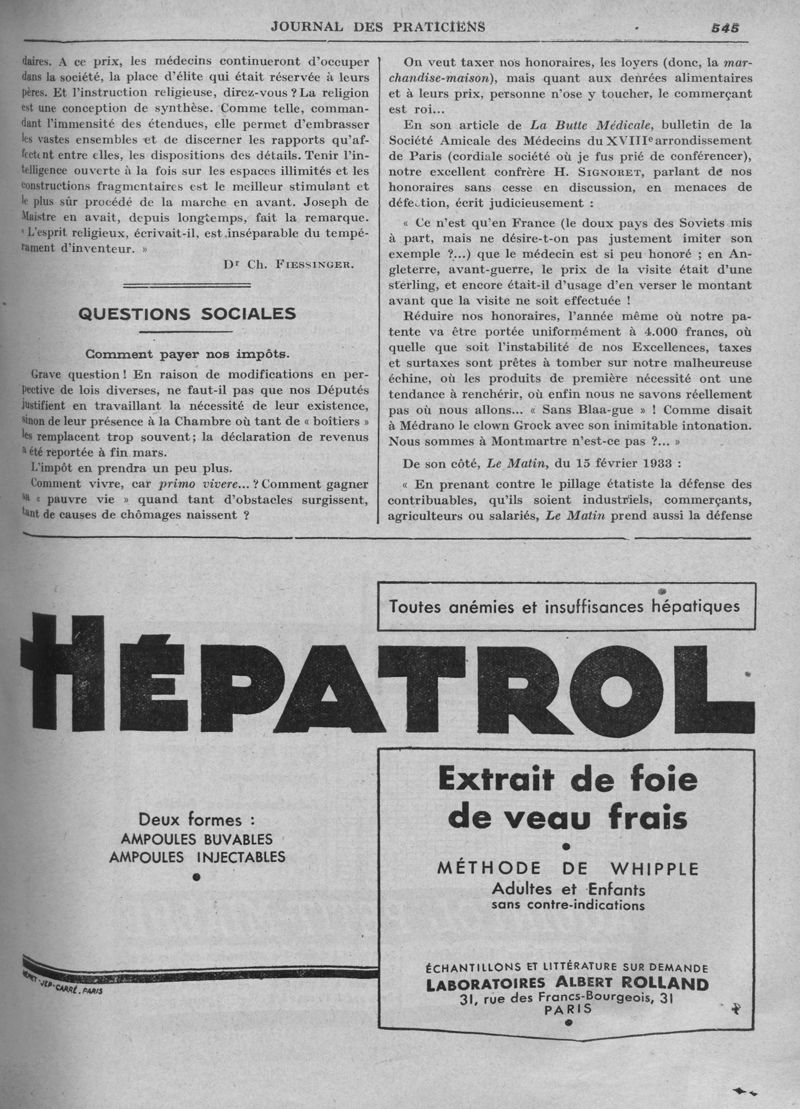 JOURNAL DES PRATICIENS
545
daires. A ce prix, les médecins continueront d'occuper
dans la société, la place d'élite qui était réservée à leurs
pères. Et l'instruction religieuse, direz-vous ? La religion
est une conception de synthèse. Comme telle, comman-
dant l'immensité des étendues, elle permet d'embrasser
les vastes ensembles et de discerner les rapports qu'af-
fectent entre elles, les dispositions des détails. Tenir l'in-
telligence ouverte à la fois sur les espaces illimités et les
constructions fragmentaires est le meilleur stimulant et
le plus sûr procédé de la marche en avant. Joseph de
Maistre en avait, depuis longtemps, fait la remarque.
« L'esprit religieux, écrivait-il, est inséparable du tempé-
rament d'inventeur. »
Dr Ch. FIESSINGER.
QUESTIONS SOCIALES
Comment payer nos impôts.
Grave question ! En raison de modifications en per-
pective de lois diverses, ne faut-il pas que nos Députés
justifient en travaillant la nécessité de leur existence,
sinon de leur présence à la Chambre où tant de « boîtiers »
les remplacent trop souvent ; la déclaration de revenus
a été reportée à fin mars.
L'impôt en prendra un peu plus.
Comment vivre, car primo vivere... ? Comment gagner
sa « pauvre vie » quand tant d'obstacles surgissent,
tant de causes de chômages naissent ?
On veut taxer nos honoraires, les loyers (donc, la mar-
chandise-maison), mais quant aux denrées alimentaires
et à leurs prix, personne n'ose y toucher, le commerçant
est roi...
En son article de La Butte Médicale, bulletin de la
Société Amicale des Médecins du XVIIIe arrondissement
de Paris (cordiale société où je fus prié de conférencer),
notre excellent confrère H. SIGNORET, parlant de nos
honoraires sans cesse en discussion, en menaces de
défection, écrit judicieusement :
« Ce n'est qu'en France (le doux pays des Soviets mis
à part, mais ne désire-t-on pas justement imiter son
exemple ?...) que le médecin est si peu honoré ; en An-
gleterre, avant-guerre, le prix de la visite était d'une
sterling, et encore était-il d'usage d'en verser le montant
avant que la visite ne soit effectuée !
Réduire nos honoraires, l'année même où notre pa-
tente va être portée uniformément à 4.000 francs, où
quelle que soit l'instabilité de nos Excellences, taxes
et surtaxes sont prêtes à tomber sur notre malheureuse
échine, où les produits de première nécessité ont une
tendance à renchérir, où enfin nous ne savons réellement
pas où nous allons... « Sans Blaa-gue » ! Comme disait
à Médrano le clown Grock avec son inimitable intonation.
Nous sommes à Montmartre n'est-ce pas ?... »
De son côté, Le Matin, du 15 février 1933 :
« En prenant contre le pillage étatiste la défense des
contribuables, qu'ils soient industriels, commerçants,
agriculteurs ou salariés, Le Matin prend aussi la défense
Toutes anémies et insuffisances hépatiques
HÉPATROL
Deux formes :
AMPOULES BUVABLES
AMPOULES INJECTABLES
Extrait de foie
de veau frais
MÉTHODE DE WHIPPLE
Adultes et Enfants
sans contre-indications
ÉCHANTILLONS ET LITTÉRATURE SUR DEMANDE
LABORATOIRES ALBERT ROLLAND
31, rue des Francs-Bourgeois, 31
PARIS
CARRÉ. PARIS